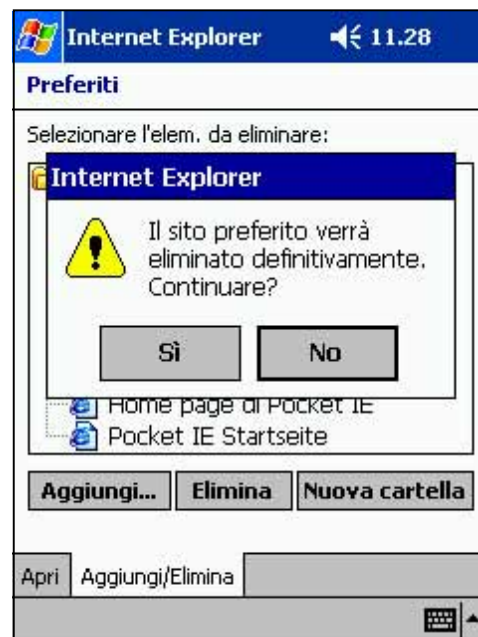 Internet Explorer 11.28
Preferiti
Selezionare l'elem. da eliminare:
Internet Explorer
Il sito preferito verrà
eliminato definitivamente.
Continuare?
Sì No
Home page di Pocket IE
Pocket IE Startseite
Aggiungi... Elimina Nuova cartella
Apri Aggiungi/Elimina